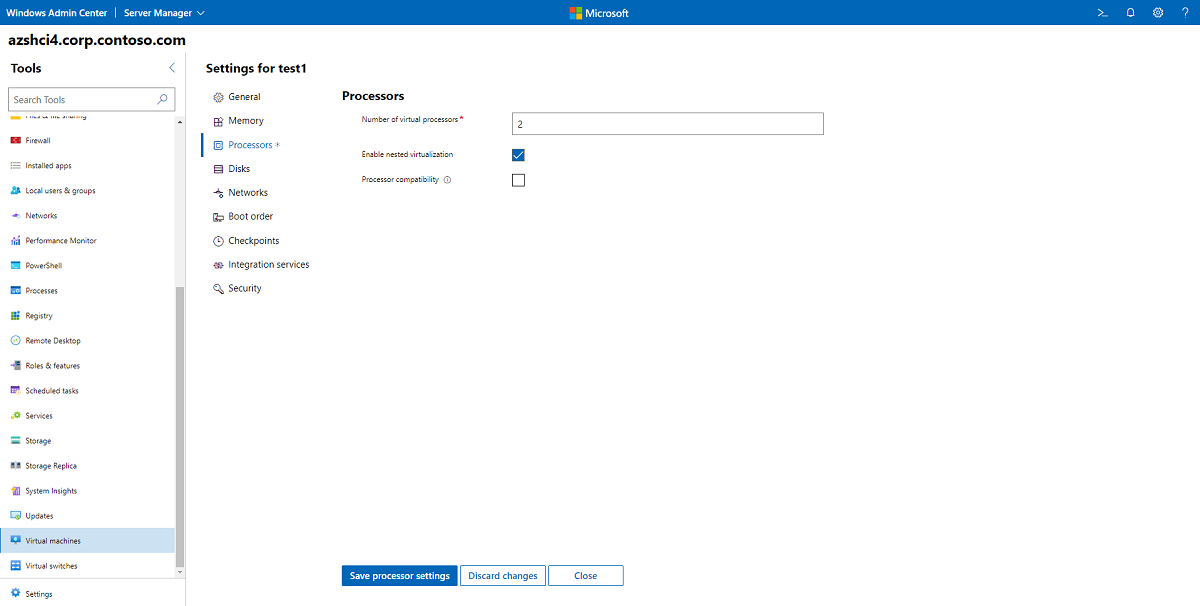 Windows Admin Center | Server Manager
Microsoft
>_
?
azshci4.corp.contoso.com
Tools
Search Tools
Files & file sharing
Firewall
Installed apps
Local users & groups
Networks
Performance Monitor
PowerShell
Processes
Registry
Remote Desktop
Roles & features
Scheduled tasks
Services
Storage
Storage Replica
System Insights
Updates
Virtual machines
Virtual switches
Settings
Settings for test1
General
Memory
Processors *
Disks
Networks
Boot order
Checkpoints
Integration services
Security
Processors
Number of virtual processors*
2
Enable nested virtualization
Processor compatibility
Save processor settings
Discard changes
Close